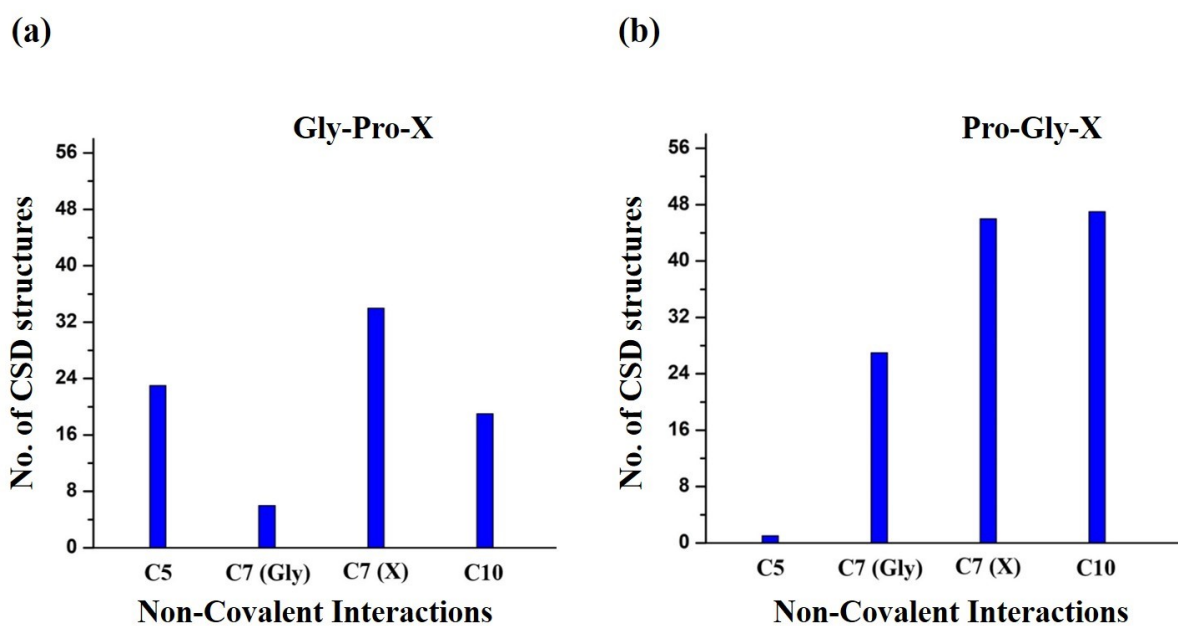 (a)
Gly-Pro-X
No. of CSD structures
56
48
40
32
24
16
8
0
C5 C7 (Gly) C7 (X) C10
Non-Covalent Interactions
(b)
Pro-Gly-X
No. of CSD structures
56
48
40
32
24
16
8
0
C5 C7 (Gly) C7 (X) C10
Non-Covalent Interactions